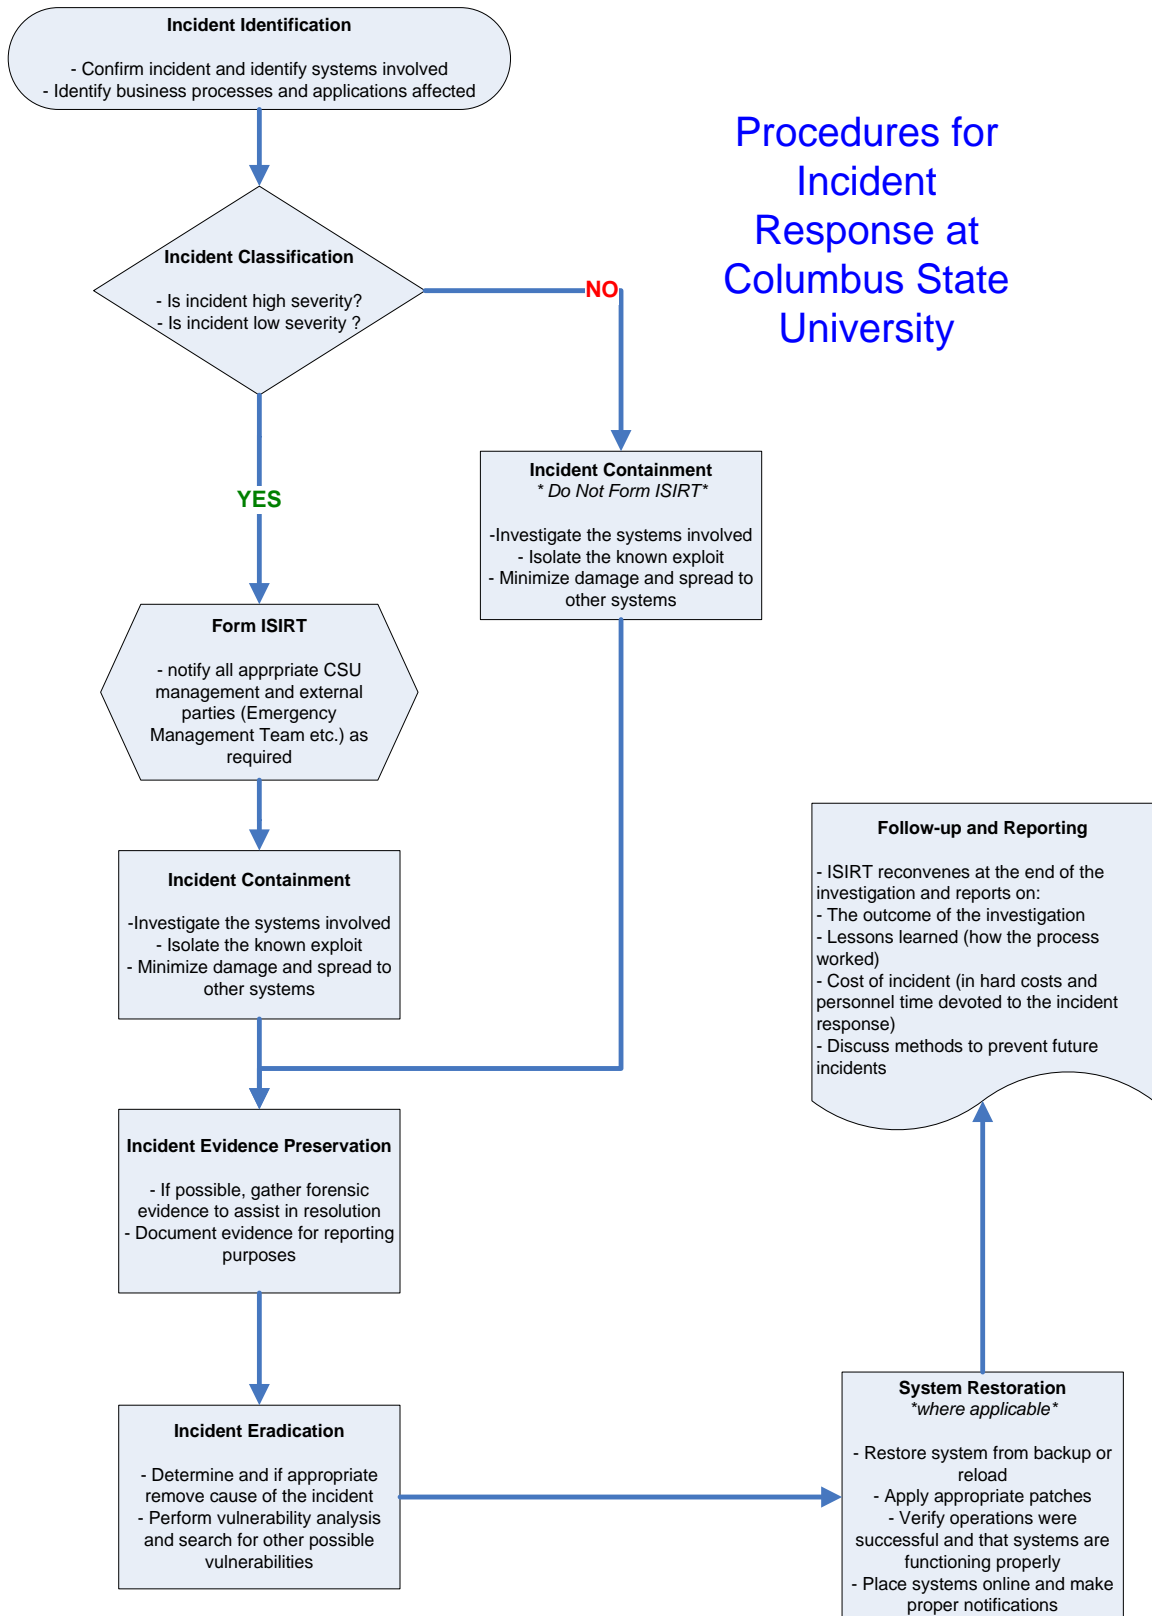 Incident Identification
- Confirm incident and identify systems involved
- Identify business processes and applications affected
Procedures for
Incident
Response at
Columbus State
University
Incident Classification
- Is incident high severity?
- Is incident low severity ?
NO
YES
Incident Containment
* Do Not Form ISIRT*
-Investigate the systems involved
- Isolate the known exploit
- Minimize damage and spread to
other systems
Form ISIRT
- notify all apprpriate CSU
management and external
parties (Emergency
Management Team etc.) as
required
Incident Containment
-Investigate the systems involved
- Isolate the known exploit
- Minimize damage and spread to
other systems
Incident Evidence Preservation
- If possible, gather forensic
evidence to assist in resolution
- Document evidence for reporting
purposes
Incident Eradication
- Determine and if appropriate
remove cause of the incident
- Perform vulnerability analysis
and search for other possible
vulnerabilities
System Restoration
*where applicable*
- Restore system from backup or
reload
- Apply appropriate patches
- Verify operations were
successful and that systems are
functioning properly
- Place systems online and make
proper notifications
Follow-up and Reporting
- ISIRT reconvenes at the end of the
investigation and reports on:
- The outcome of the investigation
- Lessons learned (how the process
worked)
- Cost of incident (in hard costs and
personnel time devoted to the incident
response)
- Discuss methods to prevent future
incidents